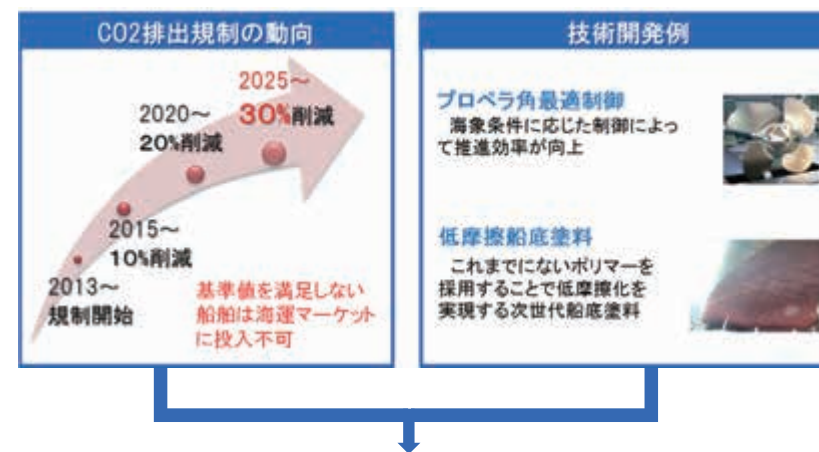 CO2排出規制の動向
2025～
30%削減
2020～
20%削減
2015～
10%削減
2013～
規制開始
基準値を満足しない
船舶は海運マーケット
に投入不可
技術開発例
プロペラ角最適制御
海象条件に応じた制御によっ
て推進効率が向上
低摩擦船底塗料
これまでにないポリマーを
採用することで低摩擦化を
実現する次世代船底塗料